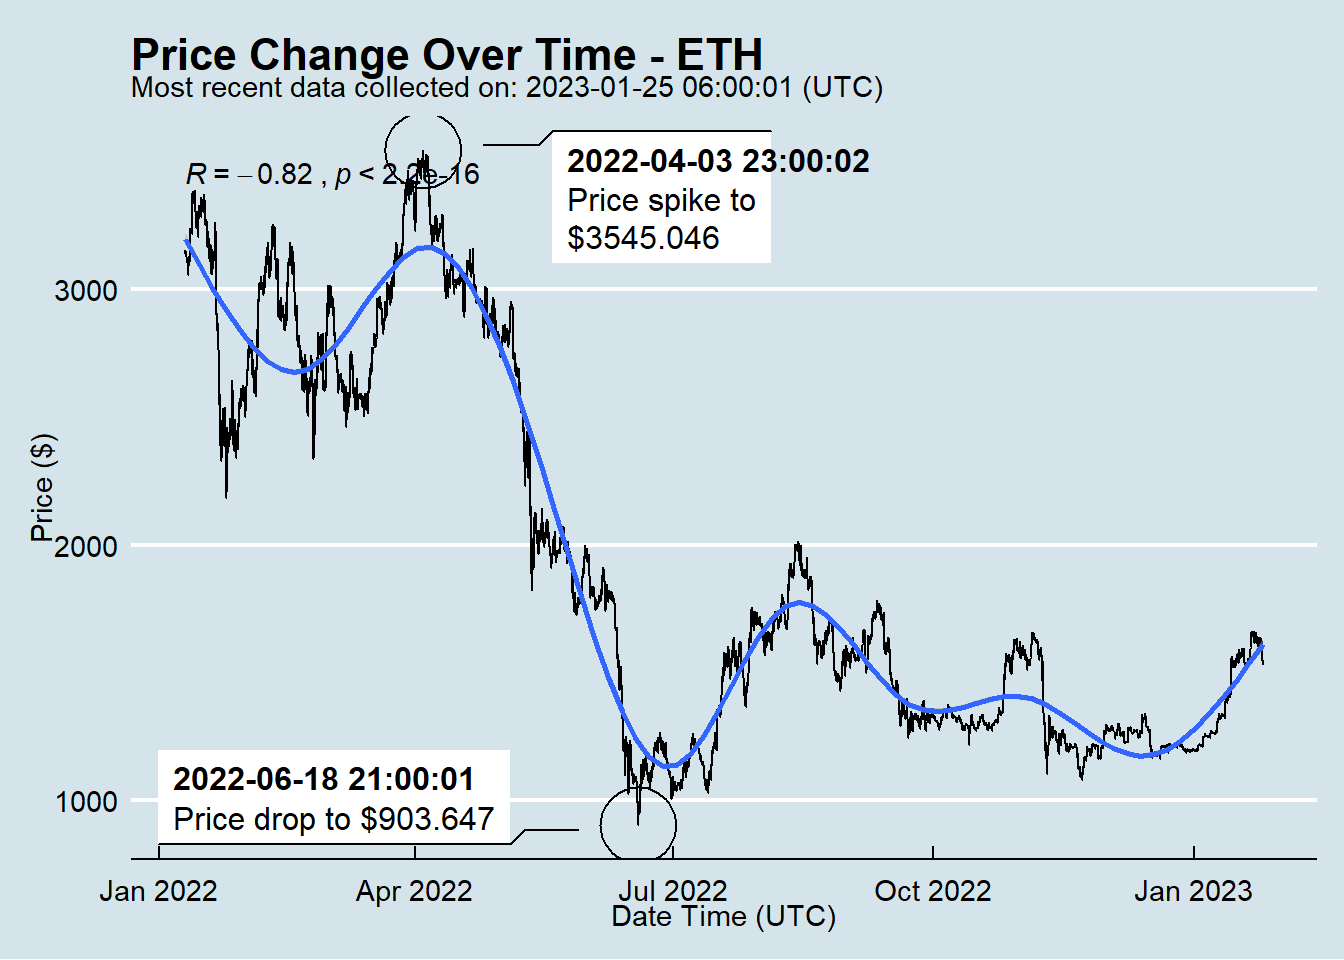 Price Change Over Time - ETH
Most recent data collected on: 2023-01-25 06:00:01 (UTC)
R = −0.82 , p < 2.2e-16
2022-04-03 23:00:02
Price spike to
$3545.046
3000
2000
1000
Price ($)
2022-06-18 21:00:01
Price drop to $903.647
Jan 2022
Apr 2022
Jul 2022
Oct 2022
Jan 2023
Date Time (UTC)